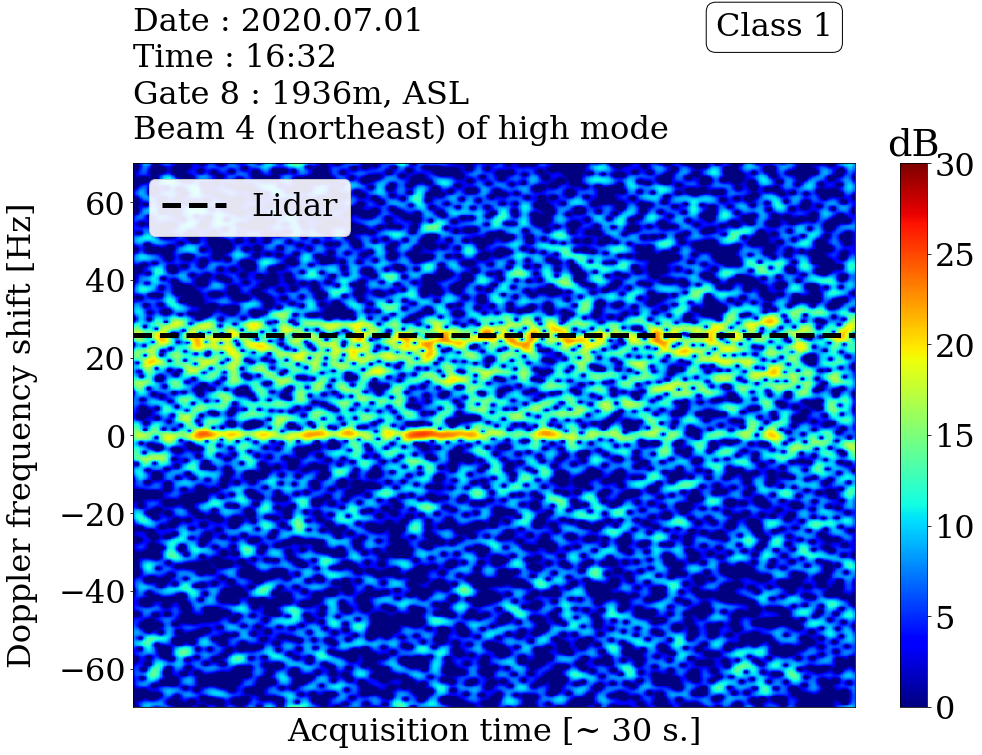 Date : 2020.07.01
Time : 16:32
Gate 8 : 1936m, ASL
Beam 4 (northeast) of high mode
Class 1
dB
Lidar
Doppler frequency shift [Hz]
60
40
20
0
−20
−40
−60
Acquisition time [~ 30 s.]
30
25
20
15
10
5
0